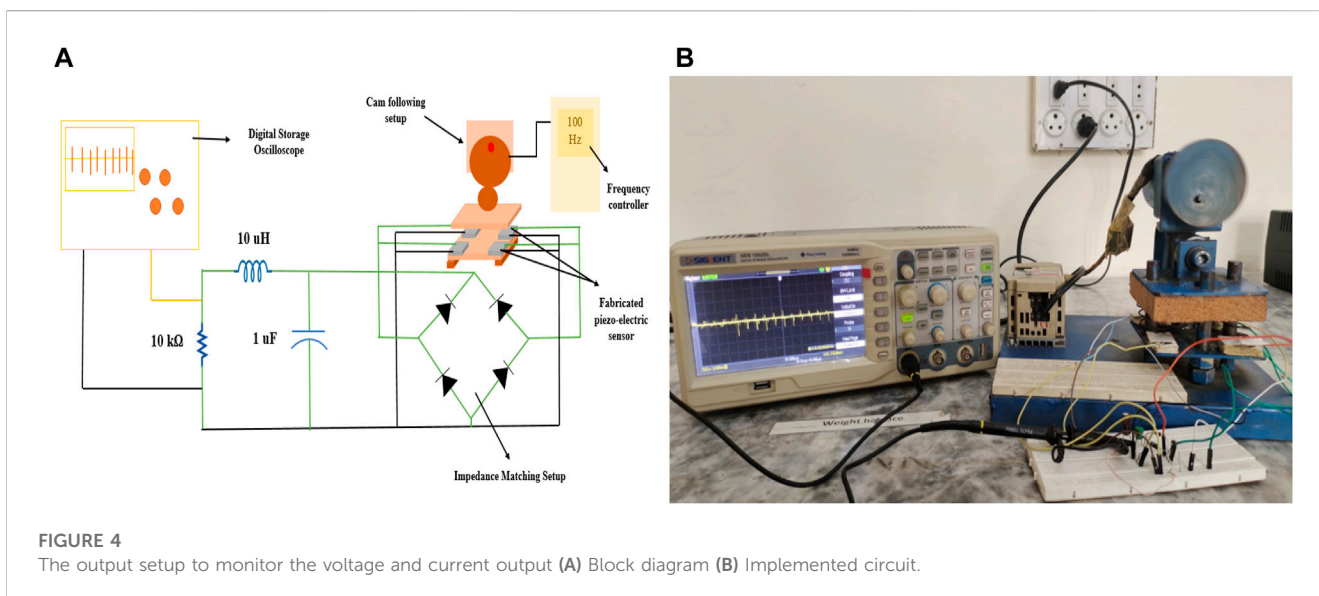 A
B
Cam following
setup
100
Hz
Digital Storage
Oscilloscope
Frequency
controller
10 uH
10 kΩ
1 uF
Fabricated
piezo-electric
sensor
Impedance Matching Setup
SIGLENT
Weight balance
FIGURE 4
The output setup to monitor the voltage and current output (A) Block diagram (B) Implemented circuit.